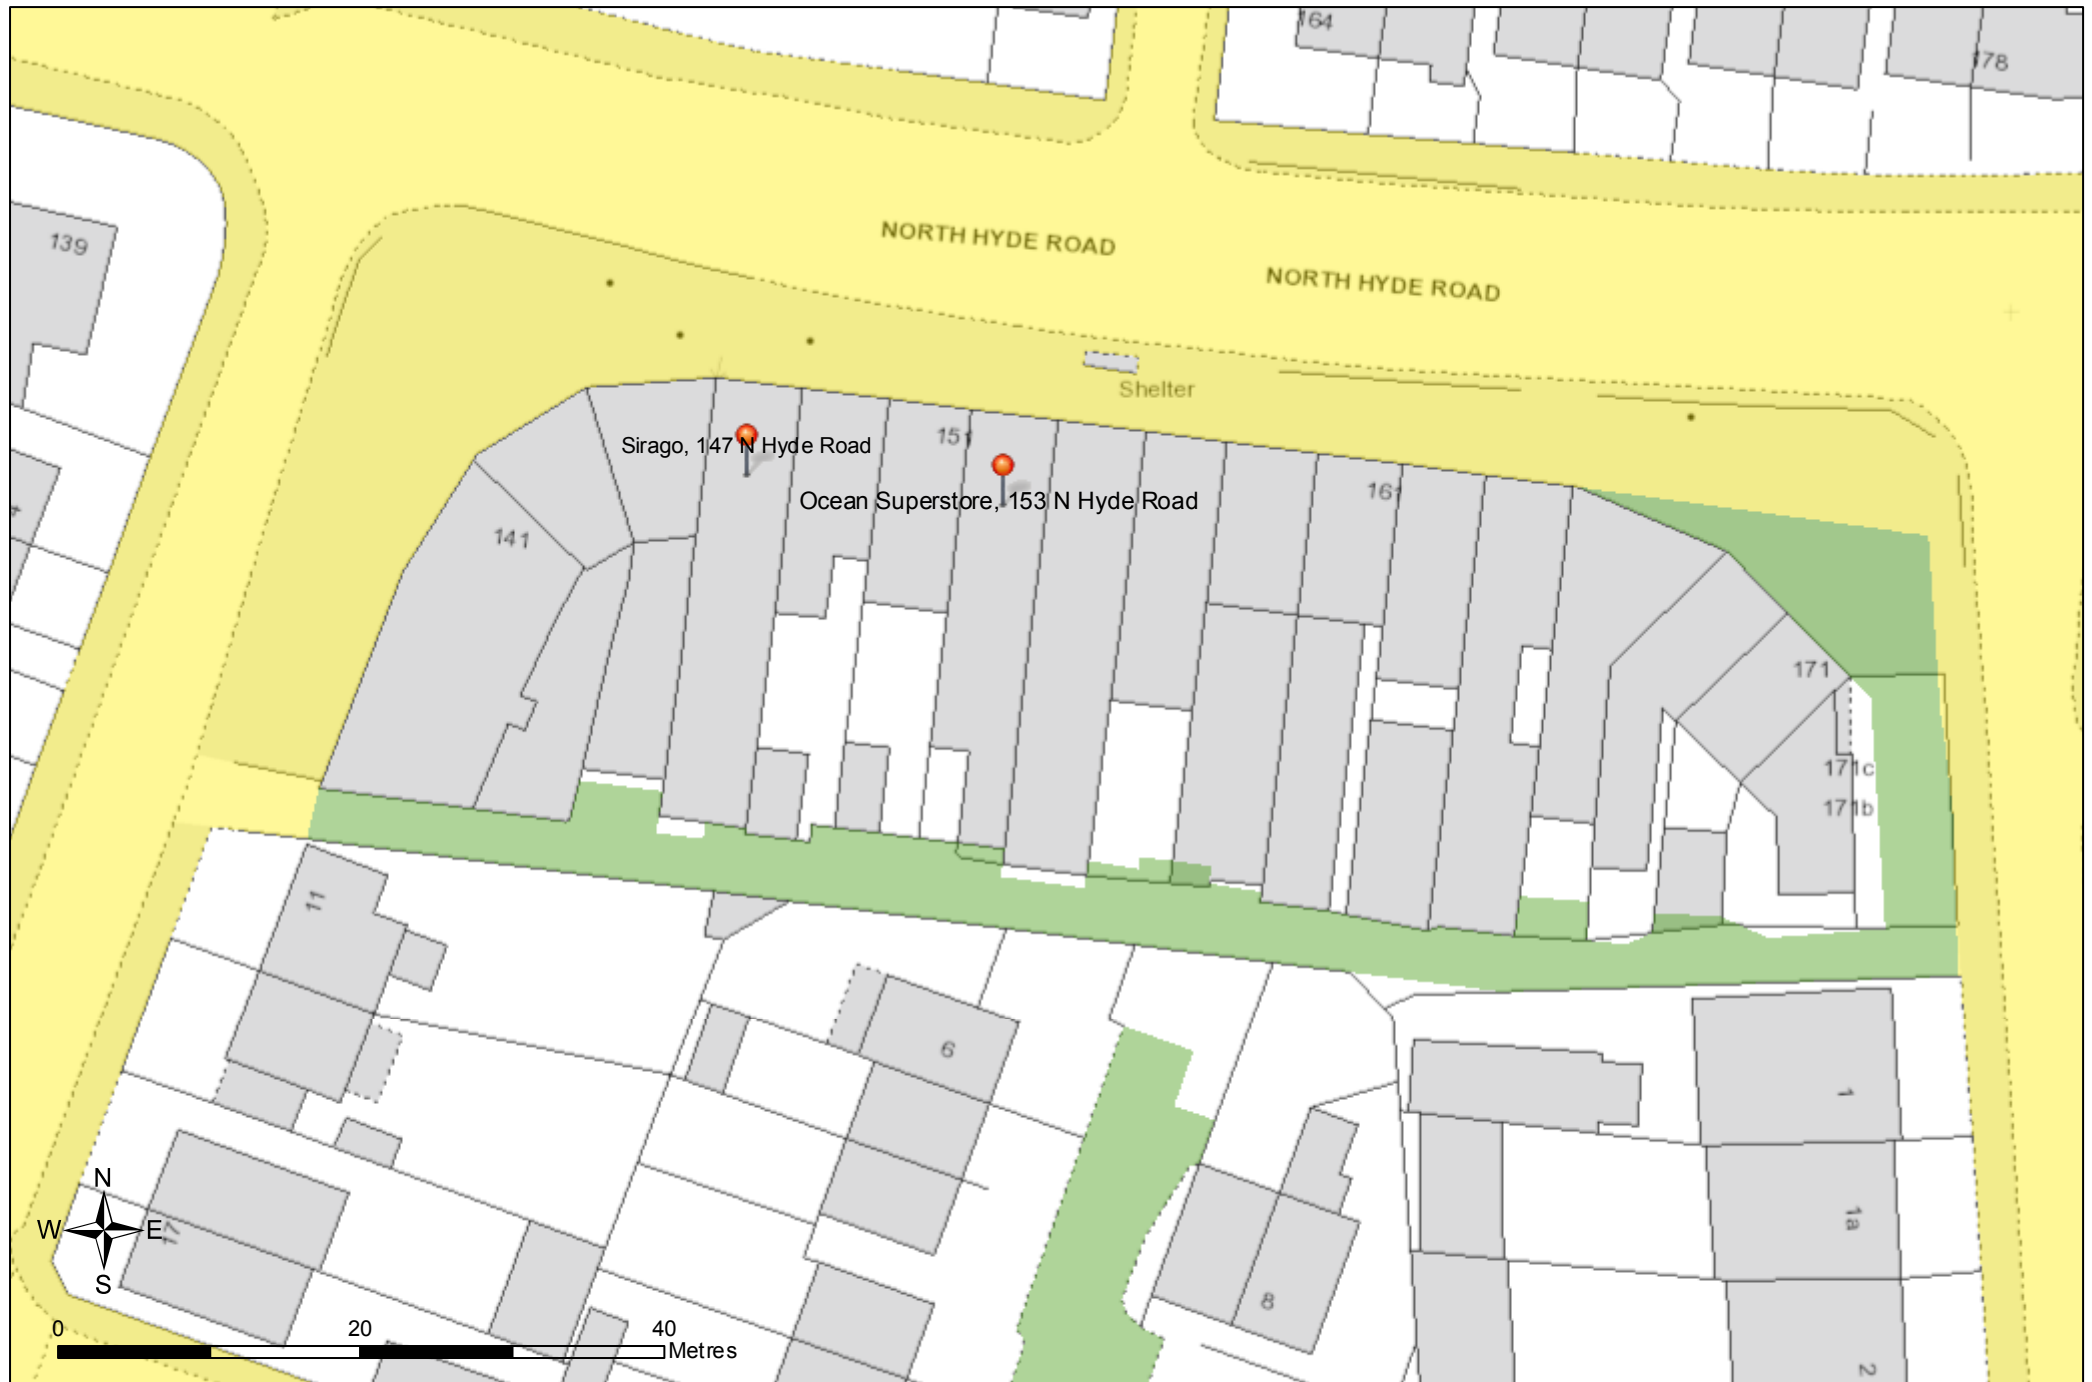 164
178
139
NORTH HYDE ROAD
NORTH HYDE ROAD
Shelter
151
Sirago, 147 N Hyde Road
Ocean Superstore, 153 N Hyde Road
161
141
171
171c
171b
11
6
1
1a
8
17
2
N
W E
S
0 20 40
Metres